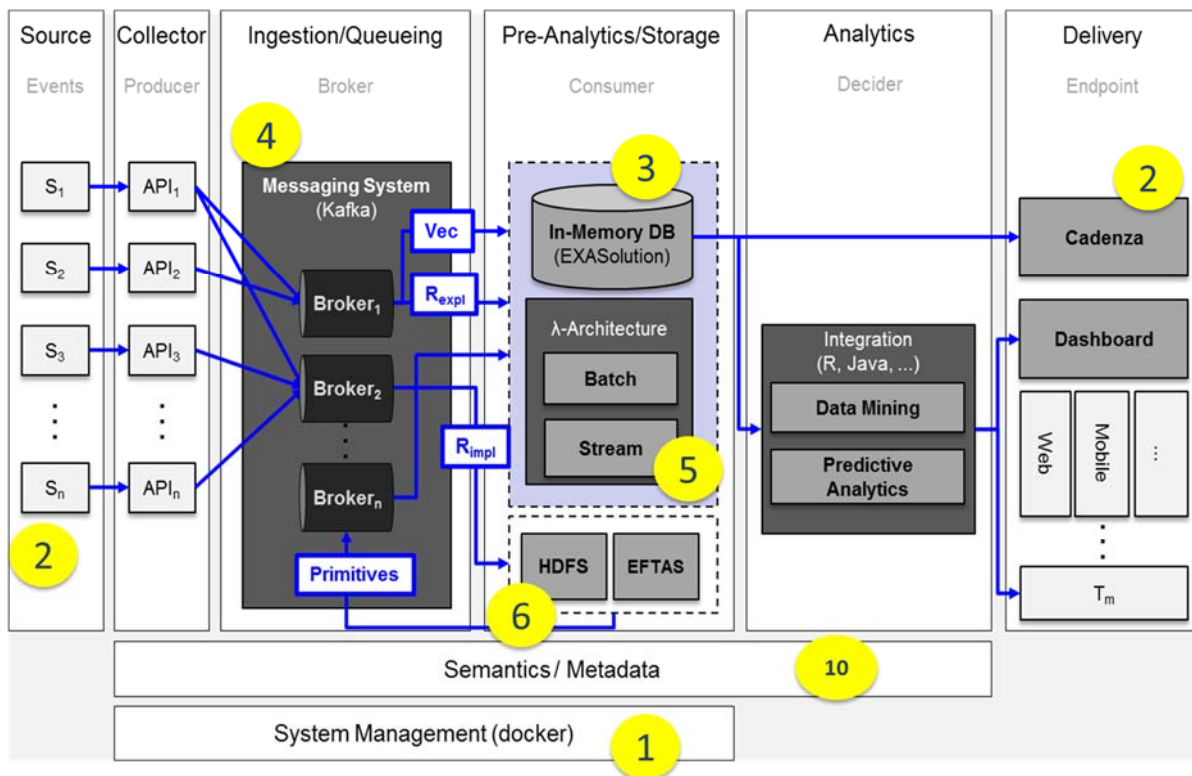 Source
Events
Collector
Producer
Ingestion/Queueing
Broker
Pre-Analytics/Storage
Consumer
Analytics
Decider
Delivery
Endpoint
S1
S2
S3
Sn
2
API1
API2
API3
APIn
4
Messaging System
(Kafka)
Broker1
Broker2
Brokern
Primitives
Vec
Rexpl
Rimpl
3
In-Memory DB
(EXASolution)
λ-Architecture
Batch
Stream
5
HDFS
EFTAS
6
Integration
(R, Java, ...)
Data Mining
Predictive
Analytics
2
Cadenza
Dashboard
Web
Mobile
...
Tm
Semantics / Metadata
10
System Management (docker)
1